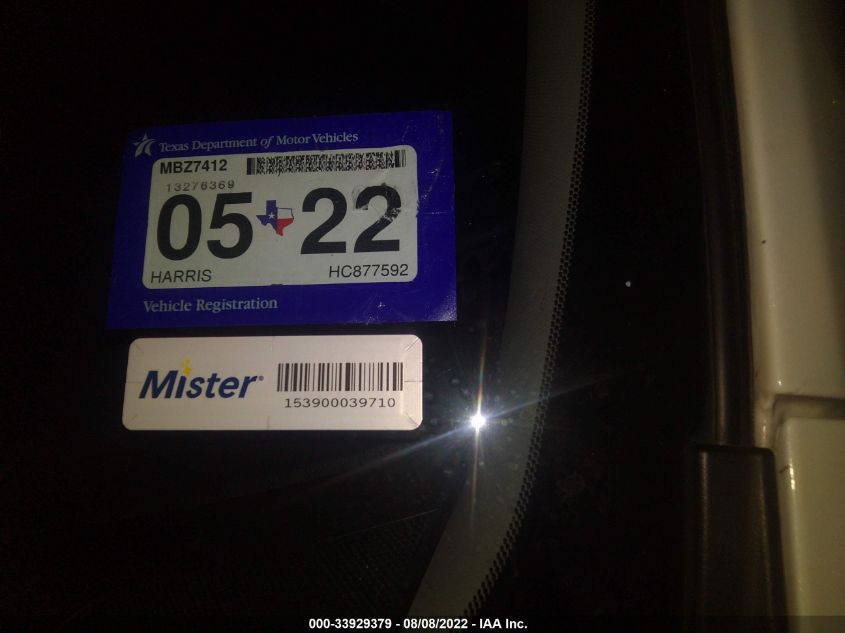 Texas Department of Motor Vehicles
MBZ7412
13276369
05 22
HARRIS HC877592
Vehicle Registration
Mister®
153900039710
000-33929379 - 08/08/2022 - IAA Inc.